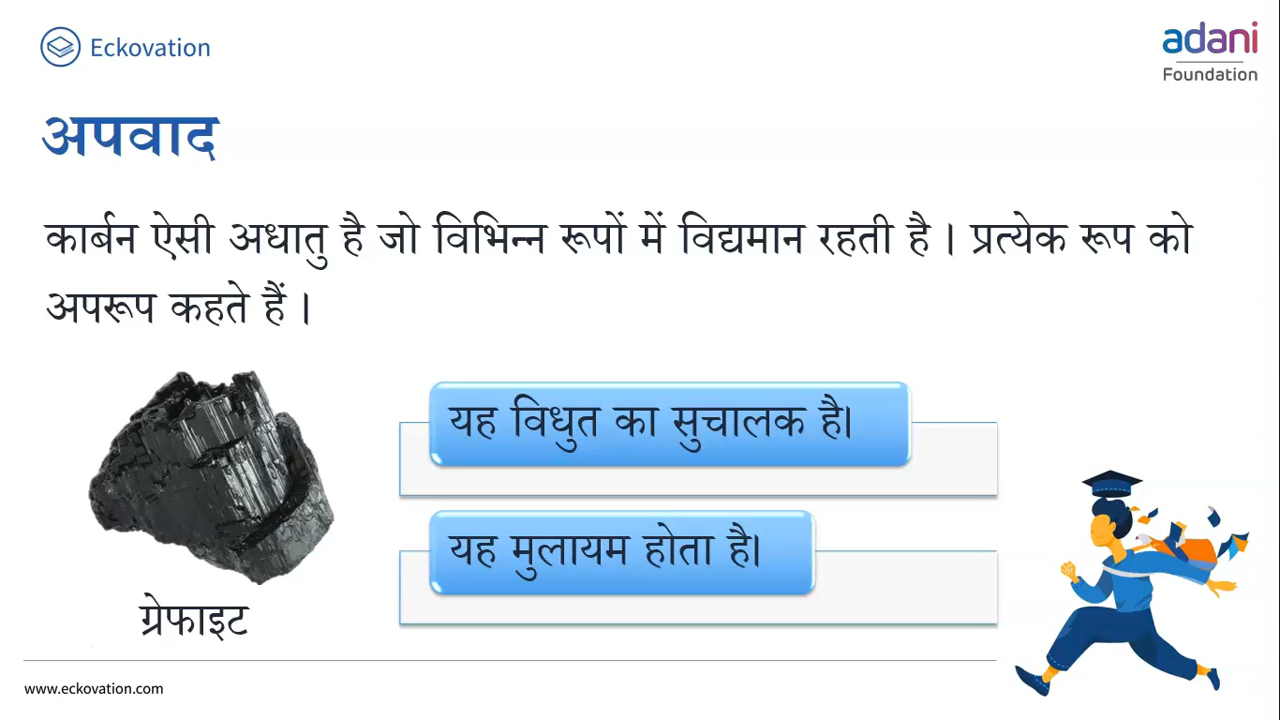 Eckovation
adani
Foundation
अपवाद
कार्बन ऐसी अधातु है जो विभिन्न रूपों में विद्यमान रहती है । प्रत्येक रूप को
अपरूप कहते हैं ।
यह विधुत का सुचालक है।
यह मुलायम होता है।
ग्रेफाइट
www.eckovation.com